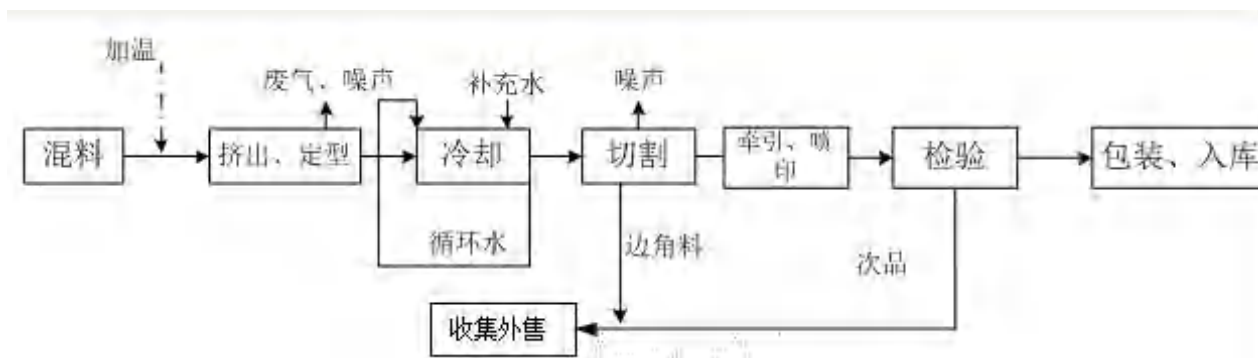 加温
废气、噪声
补充水
噪声
混料
挤出、定型
冷却
切割
牵引、喷
印
检验
包装、入库
循环水
边角料
次品
收集外售